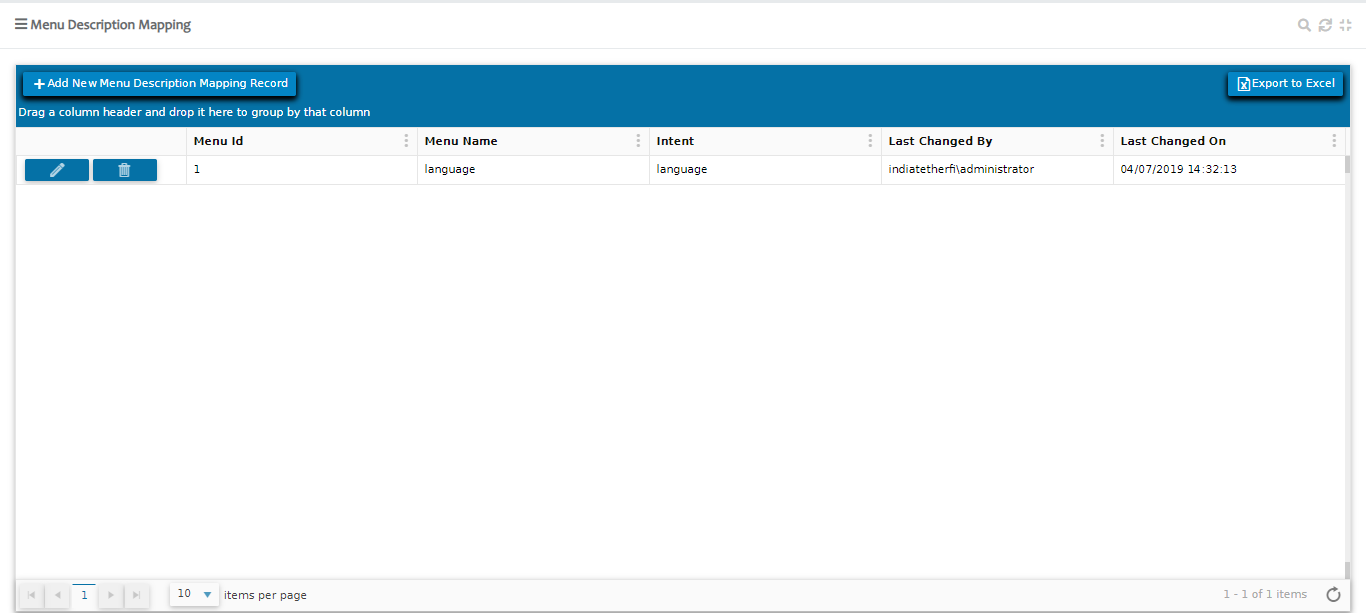 Menu Description Mapping
Add New Menu Description Mapping Record
Export to Excel
Drag a column header and drop it here to group by that column
Menu Id Menu Name Intent Last Changed By Last Changed On
1 language language indiatetherfi\administrator 04/07/2019 14:32:13
1 10 items per page 1 - 1 of 1 items